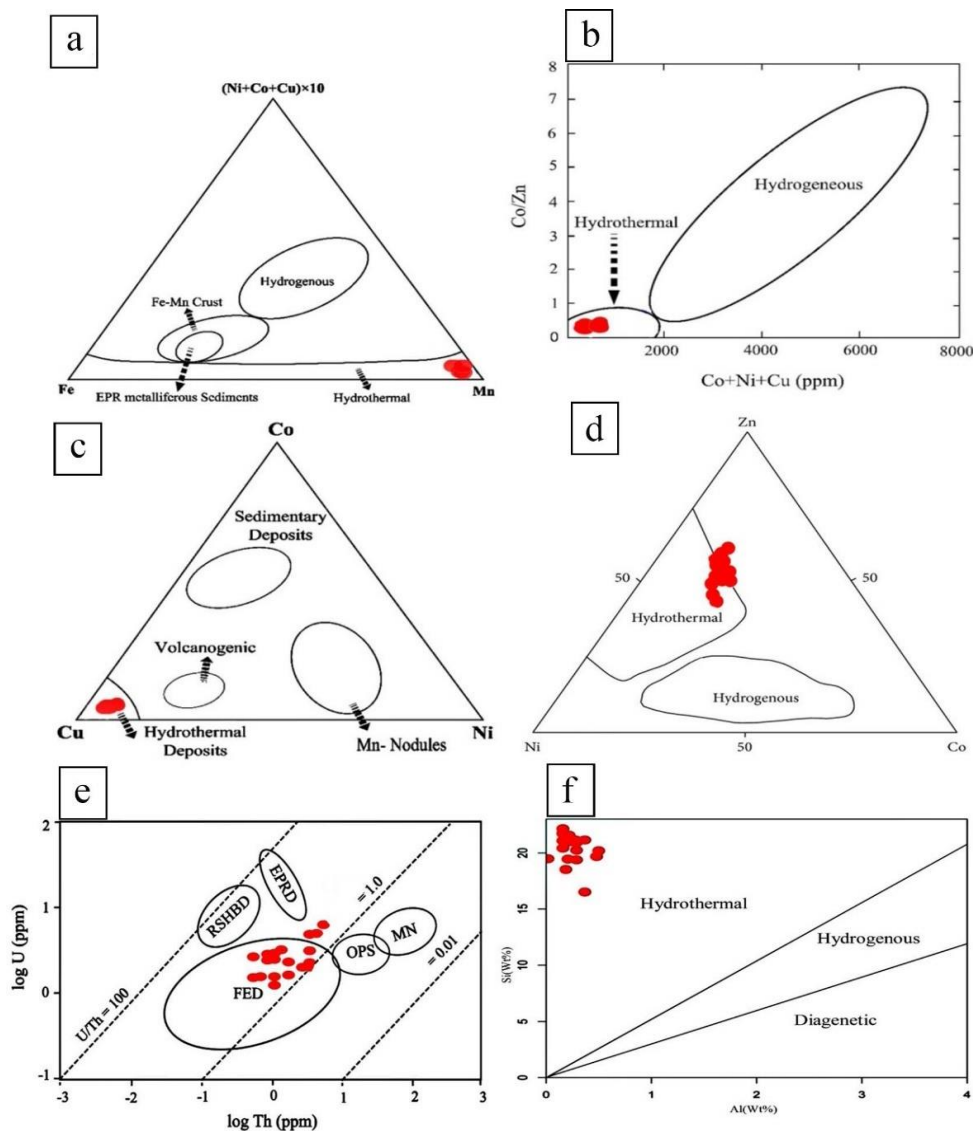 a
(Ni+Co+Cu)×10
Hydrogenous
Fe-Mn Crust
Fe
Mn
EPR metalliferous Sediments
Hydrothermal
b
8
7
6
5
4
3
2
1
0
Co/Zn
Hydrogeneous
Hydrothermal
2000
4000
6000
8000
Co+Ni+Cu (ppm)
c
Co
Sedimentary
Deposits
Volcanogenic
Cu
Ni
Hydrothermal
Deposits
Mn- Nodules
d
Zn
50
50
Hydrothermal
Hydrogenous
Ni
50
Co
e
2
1
0
-1
log U (ppm)
EPRD
RSHBD
= 1.0
MN
OPS
= 0.01
FED
U/Th = 100
-3
-2
-1
0
1
2
3
log Th (ppm)
f
20
15
10
5
0
Si(Wt%)
Hydrothermal
Hydrogenous
Diagenetic
0
1
2
3
4
Al(Wt%)